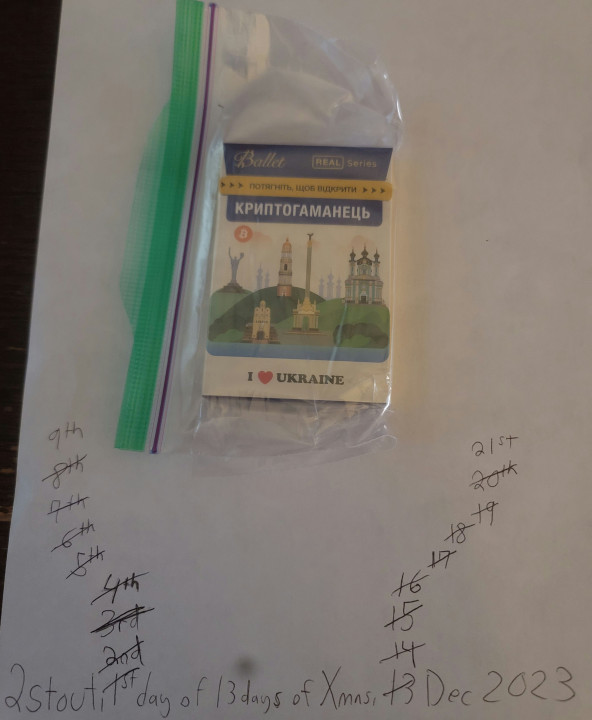 Ballet REAL Series
>>> ПОТЯГНІТЬ, ЩОБ ВІДКРИТИ >>>
КРИПТОГАМАНЕЦЬ
B
I ❤ UKRAINE
9th
8th
7th
6th
5th
4th
3rd
2nd
21st
20th
19
18
17
16
15
14
2stout, 1st day of 13 days of Xmns, 13 Dec 2023